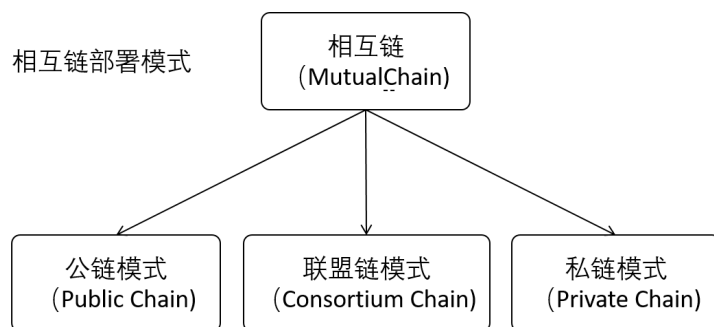 相互链部署模式
相互链
（MutualChain)
公链模式
（Public Chain)
联盟链模式
（Consortium Chain)
私链模式
（Private Chain)